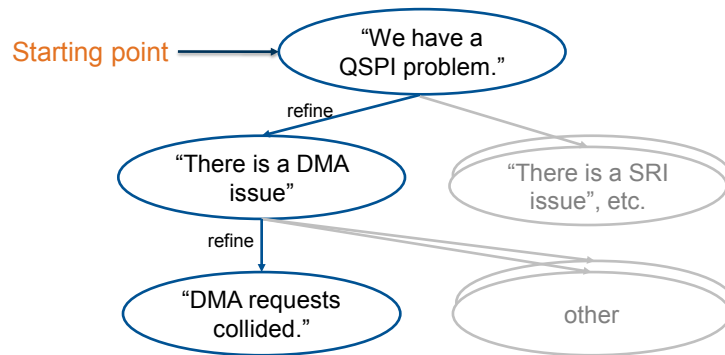 Starting point
“We have a
QSPI problem.”
refine
“There is a DMA
issue”
“There is a SRI
issue”, etc.
refine
“DMA requests
collided.”
other